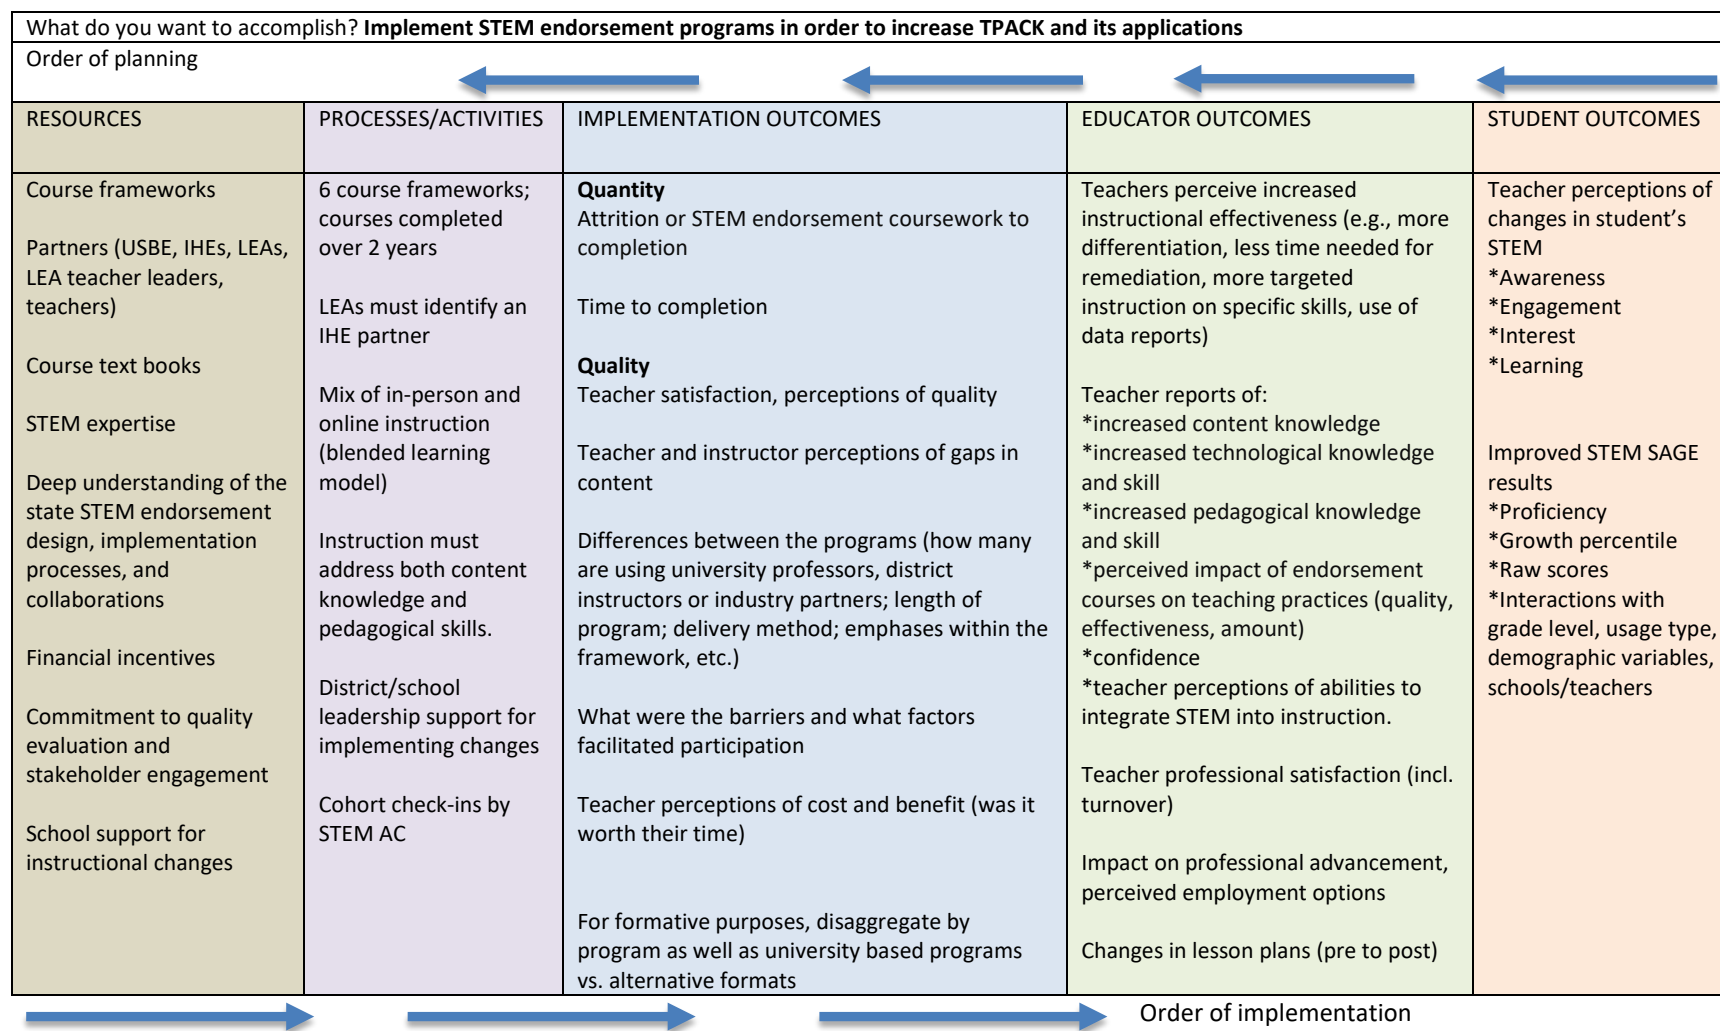 What do you want to accomplish? Implement STEM endorsement programs in order to increase TPACK and its applications
Order of planning
RESOURCES
PROCESSES/ACTIVITIES
IMPLEMENTATION OUTCOMES
EDUCATOR OUTCOMES
STUDENT OUTCOMES
Course frameworks
Partners (USBE, IHEs, LEAs,
LEA teacher leaders,
teachers)
Course text books
STEM expertise
Deep understanding of the
state STEM endorsement
design, implementation
processes, and
collaborations
Financial incentives
Commitment to quality
evaluation and
stakeholder engagement
School support for
instructional changes
6 course frameworks;
courses completed
over 2 years
LEAs must identify an
IHE partner
Mix of in-person and
online instruction
(blended learning
model)
Instruction must
address both content
knowledge and
pedagogical skills.
District/school
leadership support for
implementing changes
Cohort check-ins by
STEM AC
Quantity
Attrition or STEM endorsement coursework to
completion
Time to completion
Quality
Teacher satisfaction, perceptions of quality
Teacher and instructor perceptions of gaps in
content
Differences between the programs (how many
are using university professors, district
instructors or industry partners; length of
program; delivery method; emphases within the
framework, etc.)
What were the barriers and what factors
facilitated participation
Teacher perceptions of cost and benefit (was it
worth their time)
For formative purposes, disaggregate by
program as well as university based programs
vs. alternative formats
Teachers perceive increased
instructional effectiveness (e.g., more
differentiation, less time needed for
remediation, more targeted
instruction on specific skills, use of
data reports)
Teacher reports of:
*increased content knowledge
*increased technological knowledge
and skill
*increased pedagogical knowledge
and skill
*perceived impact of endorsement
courses on teaching practices (quality,
effectiveness, amount)
*confidence
*teacher perceptions of abilities to
integrate STEM into instruction.
Teacher professional satisfaction (incl.
turnover)
Impact on professional advancement,
perceived employment options
Changes in lesson plans (pre to post)
Teacher perceptions of
changes in student's
STEM
*Awareness
*Engagement
*Interest
*Learning
Improved STEM SAGE
results
*Proficiency
*Growth percentile
*Raw scores
*Interactions with
grade level, usage type,
demographic variables,
schools/teachers
Order of implementation